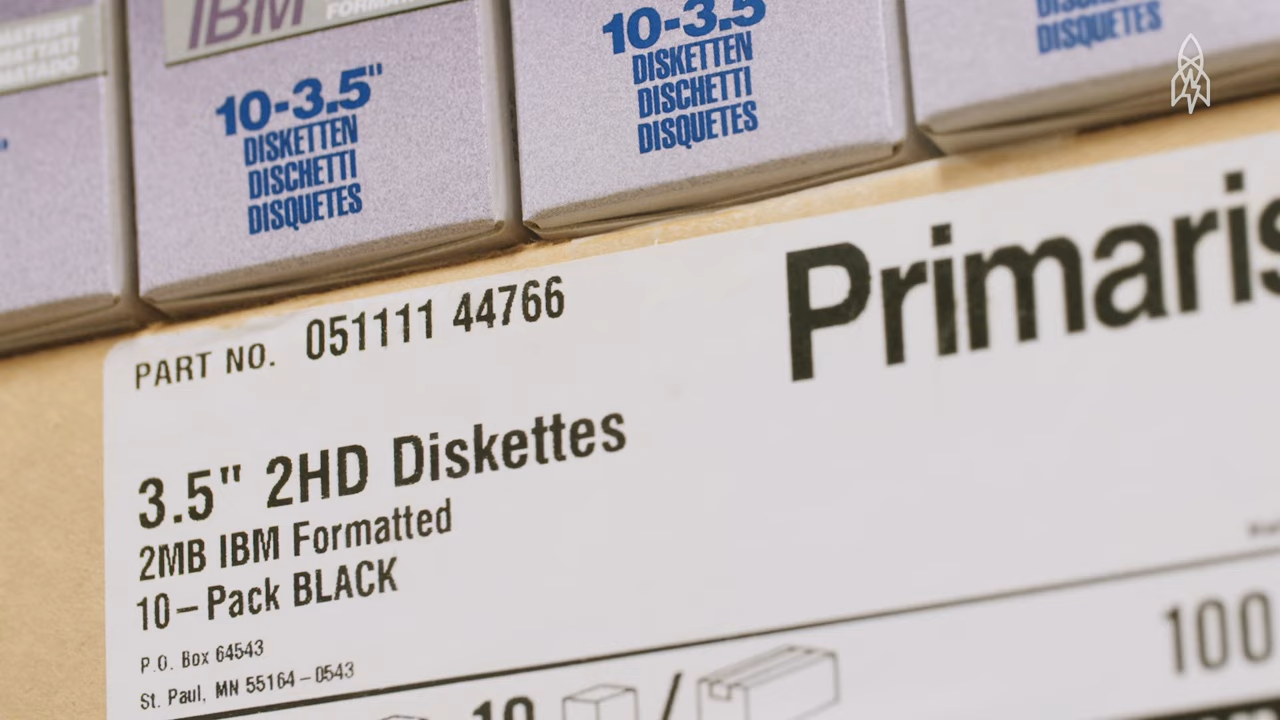 IBM
10-3.5"
DISKETTEN
DISCHETTI
DISQUETES
10-3.5
DISKETTEN
DISCHETTI
DISQUETES
DISQUETES
Primaris
PART NO. 051111 44766
3.5" 2HD Diskettes
2MB IBM Formatted
10-Pack BLACK
P.O. Box 64543
St. Paul, MN 55164-0543
10 /
100